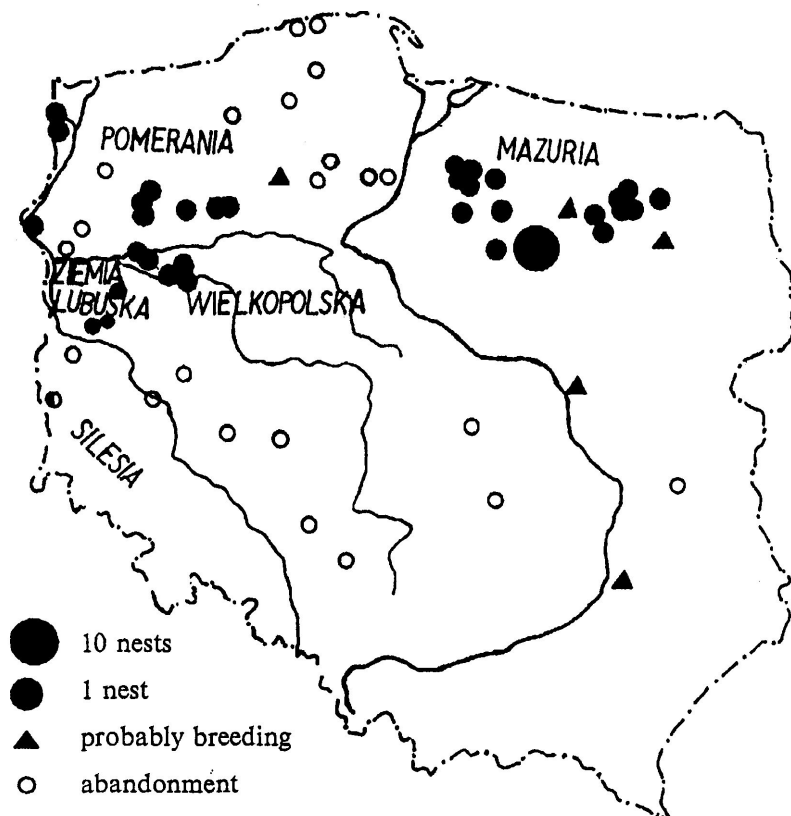 POMERANIA
MAZURIA
ZIEMIA
LUBUSKA
WIELKOPOLSKA
SILESIA
10 nests
1 nest
probably breeding
abandonment